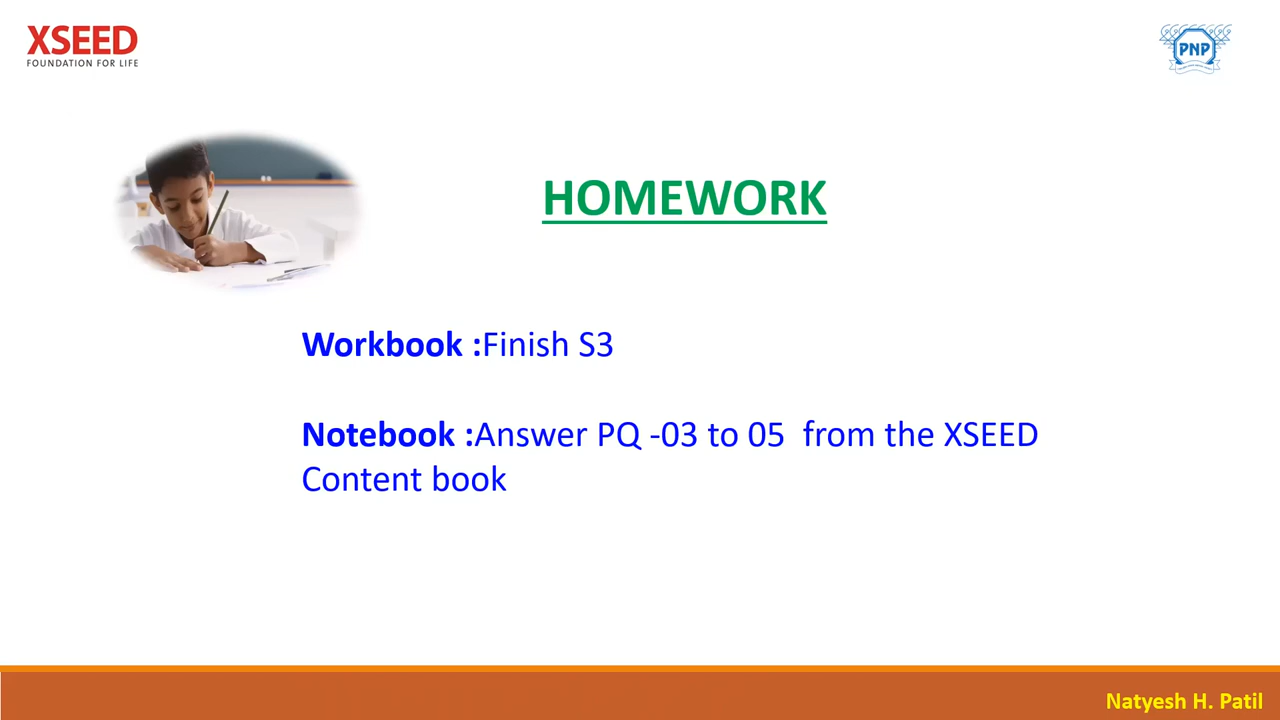 XSEED
FOUNDATION FOR LIFE
PNP
HOMEWORK
Workbook :Finish S3
Notebook :Answer PQ -03 to 05  from the XSEED
Content book
Natyesh H. Patil